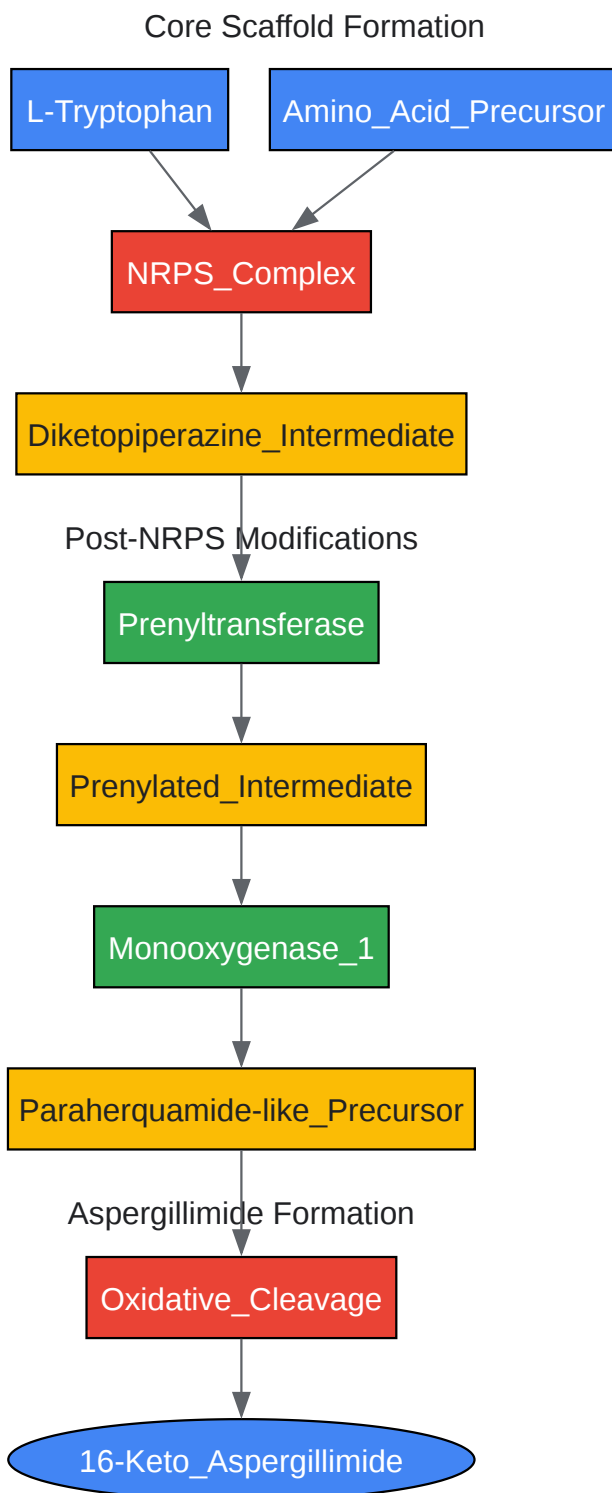 Core Scaffold Formation
L-Tryptophan
Amino_Acid_Precursor
NRPS_Complex
Diketopiperazine_Intermediate
Post-NRPS Modifications
Prenyltransferase
Prenylated_Intermediate
Monooxygenase_1
Paraherquamide-like_Precursor
Aspergillimide Formation
Oxidative_Cleavage
16-Keto_Aspergillimide